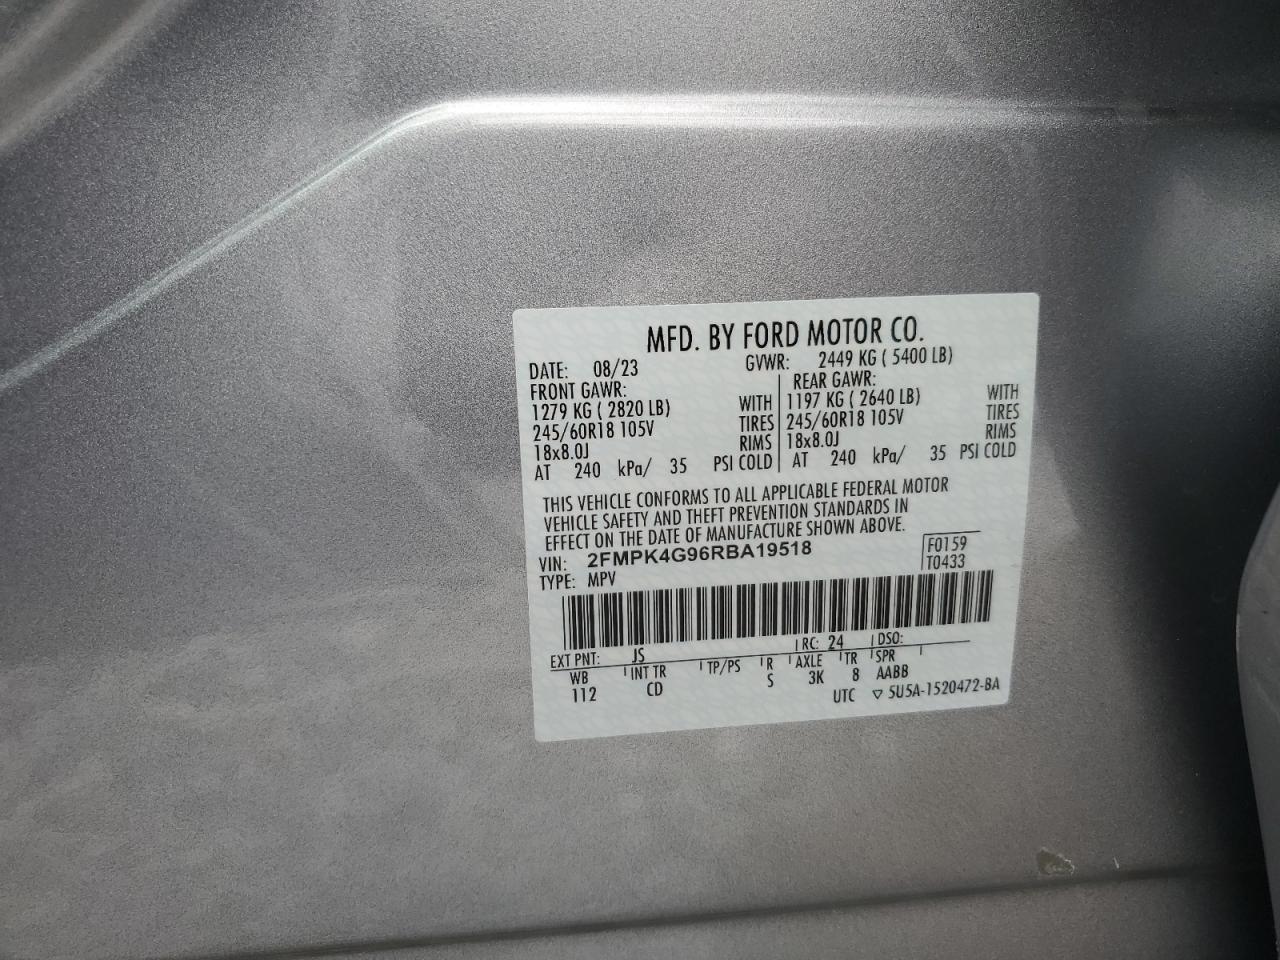 MFD. BY FORD MOTOR CO.
DATE: 08/23 GVWR: 2449 KG ( 5400 LB)
FRONT GAWR: REAR GAWR:
1279 KG ( 2820 LB) WITH 1197 KG ( 2640 LB) WITH
245/60R18 105V TIRES 245/60R18 105V TIRES
18x8.0J RIMS 18x8.0J RIMS
AT 240 kPa/ 35 PSI COLD AT 240 kPa/ 35 PSI COLD
THIS VEHICLE CONFORMS TO ALL APPLICABLE FEDERAL MOTOR
VEHICLE SAFETY AND THEFT PREVENTION STANDARDS IN
EFFECT ON THE DATE OF MANUFACTURE SHOWN ABOVE.
VIN: 2FMPK4G96RBA19518 F0159
TYPE: MPV T0433
EXT PNT: JS RC: 24 DSO:
WB INT TR TP/PS R AXLE TR SPR
112 CD S 3K 8 AABB
UTC ▽ 5U5A-1520472-BA